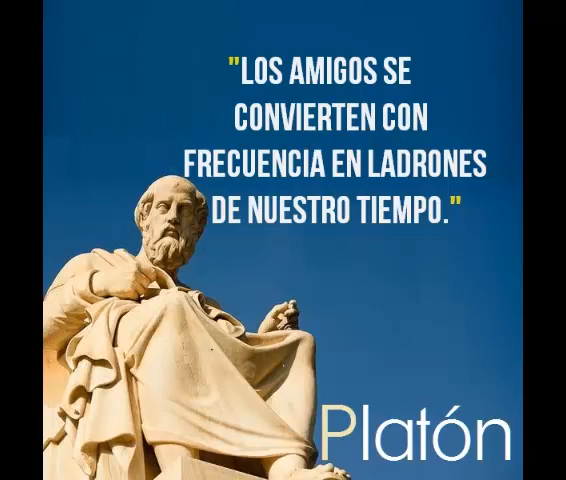 "LOS AMIGOS SE
CONVIERTEN CON
FRECUENCIA EN LADRONES
DE NUESTRO TIEMPO."
Platón